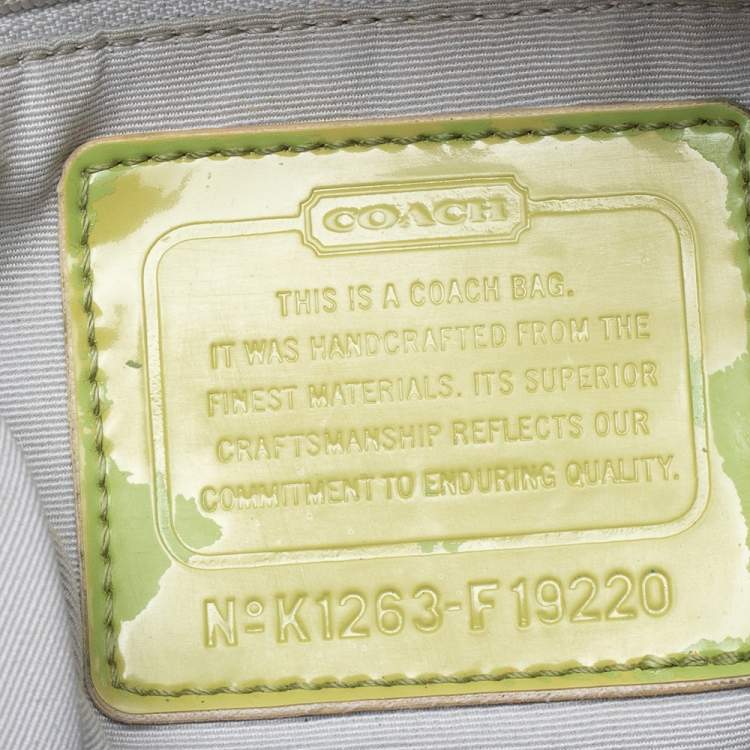 COACH
THIS IS A COACH BAG.
IT WAS HANDCRAFTED FROM THE
FINEST MATERIALS. ITS SUPERIOR
CRAFTSMANSHIP REFLECTS OUR
COMMITMENT TO ENDURING QUALITY.
Nº K1263-F19220